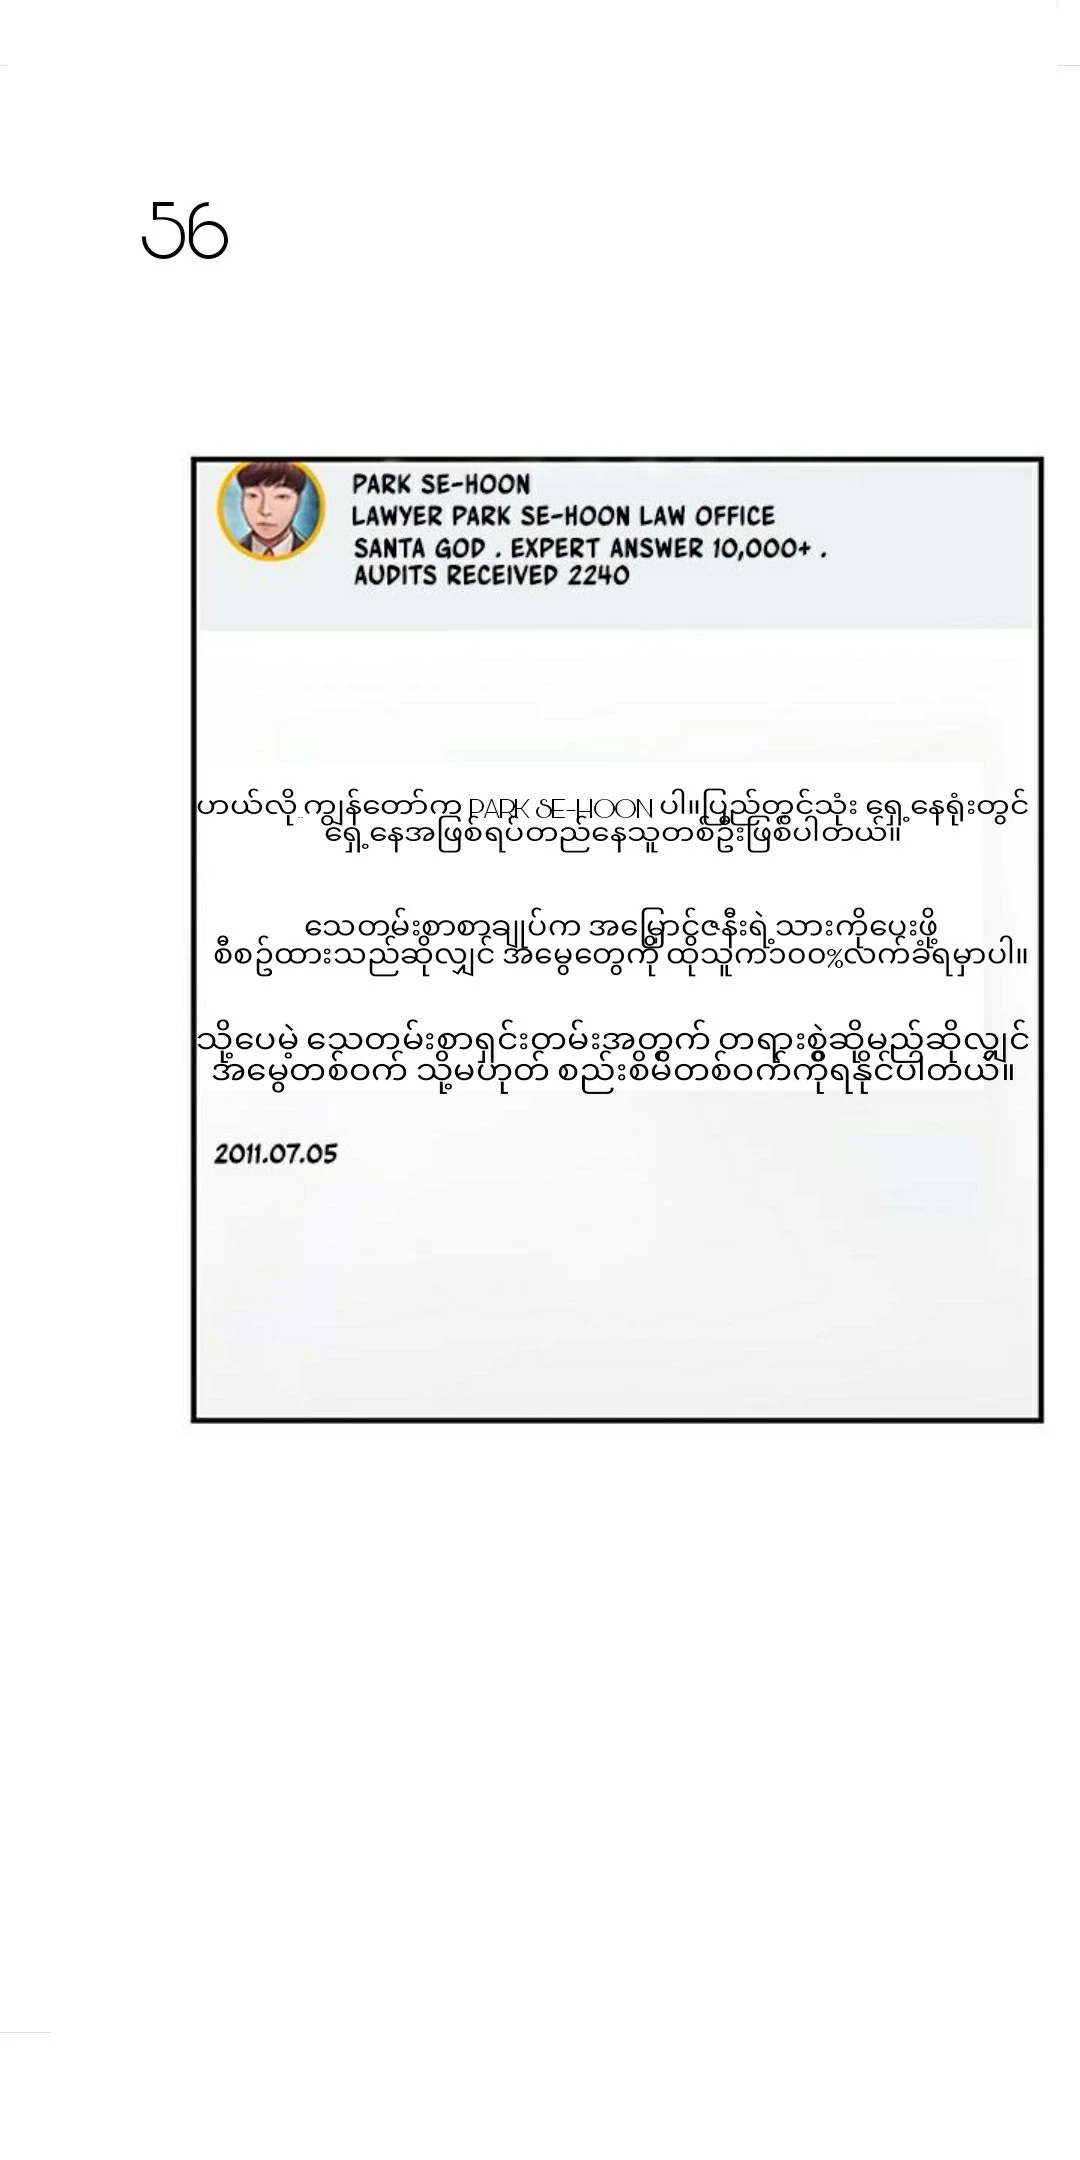 56
PARK SE-HOON
LAWYER PARK SE-HOON LAW OFFICE
SANTA GOD . EXPERT ANSWER 10,000+ .
AUDITS RECEIVED 2240
ဟယ်လို..ကျွန်တော်က PARK SE-HOON ပါ။ပြည်တွင်သုံး ရှေ့နေရုံးတွင်
ရှေ့နေအဖြစ်ရပ်တည်နေသူတစ်ဦးဖြစ်ပါတယ်။
သေတမ်းစာစာချုပ်က အမြှောင်ဇနီးရဲ့သားကိုပေးဖို့
စီစဥ်ထားသည်ဆိုလျှင် အမွေတွေကို ထိုသူက၁၀၀%လက်ခံရမှာပါ။
သို့ပေမဲ့ သေတမ်းစာရှင်းတမ်းအတွက် တရားစွဲဆိုမည်ဆိုလျှင်
အမွေတစ်ဝက် သို့မဟုတ် စည်းစိမ်တစ်ဝက်ကိုရနိုင်ပါတယ်။
2011.07.05